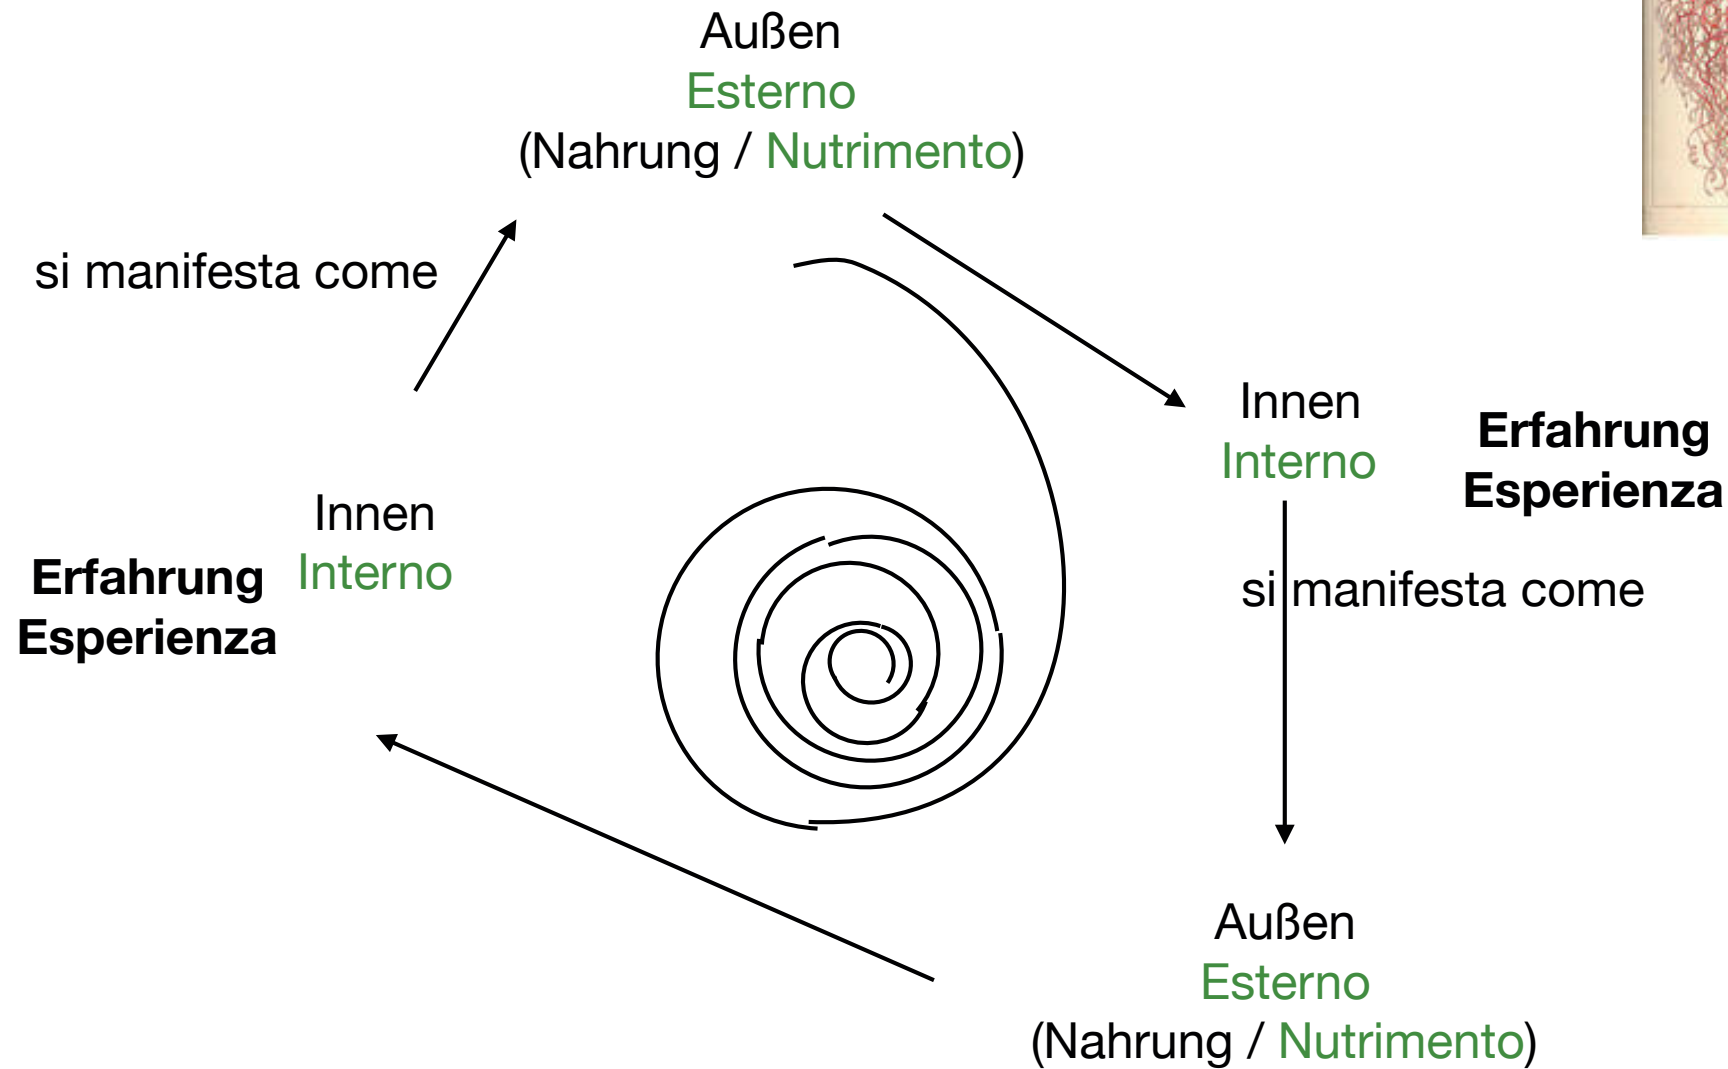 Außen
Esterno
(Nahrung / Nutrimento)
si manifesta come
Innen
Interno
Erfahrung
Esperienza
si manifesta come
Innen
Interno
Erfahrung
Esperienza
Außen
Esterno
(Nahrung / Nutrimento)